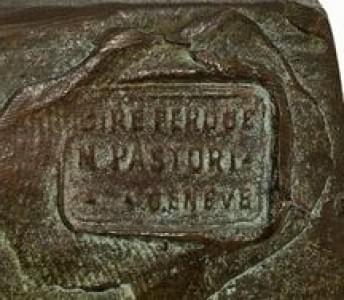 CIRE PERDUE
M. PASTORI
GENEVE